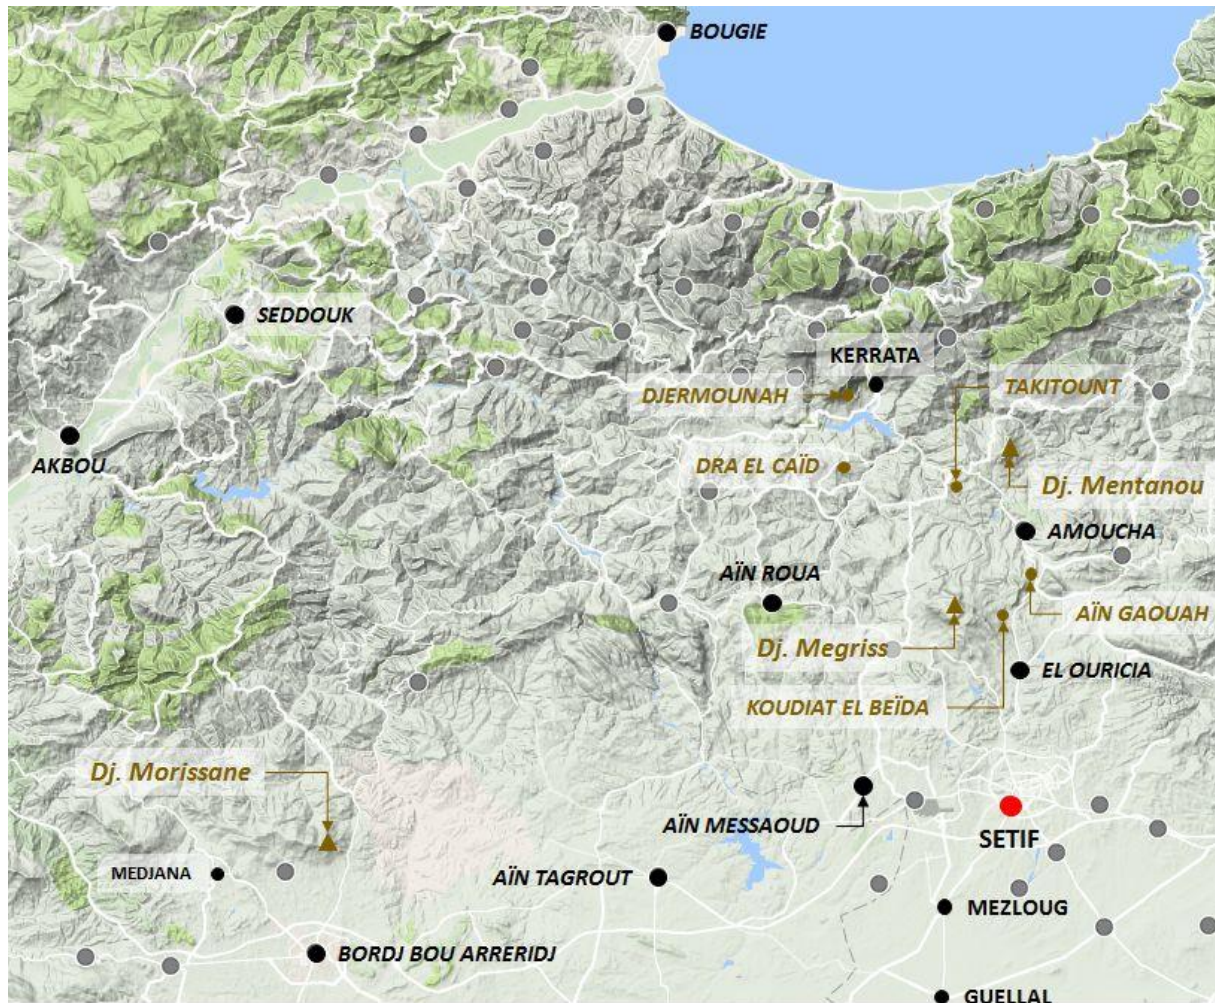 BOUGIE
SEDDOUK
KERRATA
DJERMOUNAH
TAKITOUNT
AKBOU
DRA EL CAÏD
Dj. Mentanou
AMOUCHA
AÏN ROUA
AÏN GAOUAH
Dj. Megriss
EL OURICIA
KOUDIAT EL BEÏDA
Dj. Morissane
AÏN MESSAOUD
SETIF
MEDJANA
AÏN TAGROUT
MEZLOUG
BORDJ BOU ARRERIDJ
GUELLAL